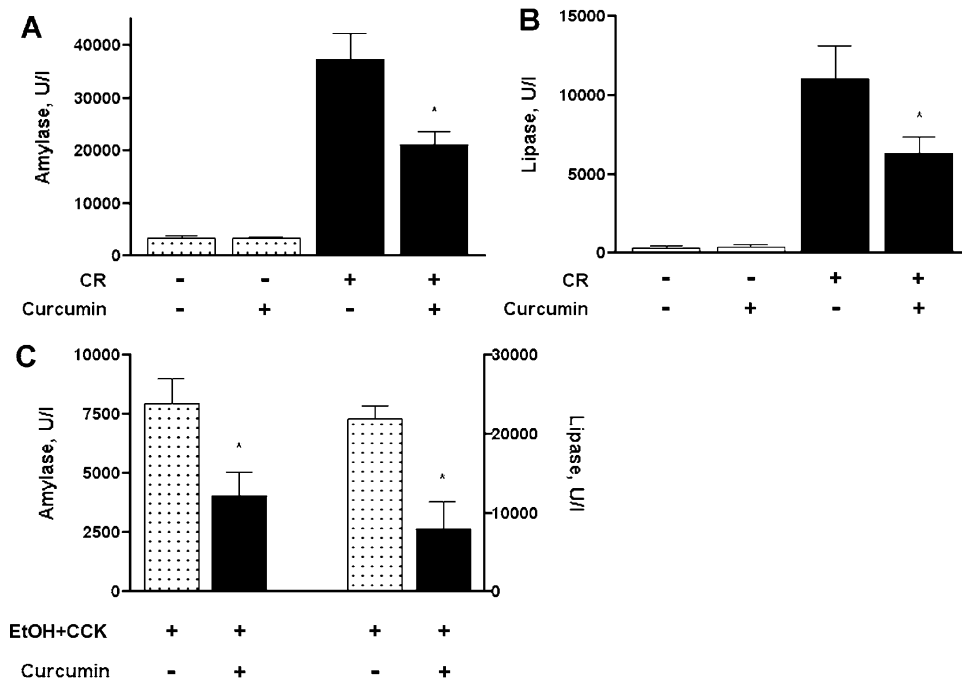 A
Amylase, U/l
40000
30000
20000
10000
0
*
CR - - + +
Curcumin - + - +
B
Lipase, U/l
15000
10000
5000
0
*
CR - - + +
Curcumin - + - +
C
Amylase, U/l
10000
7500
5000
2500
0
*
*
30000
20000
10000
0
Lipase, U/l
EtOH+CCK + + + +
Curcumin - + - +